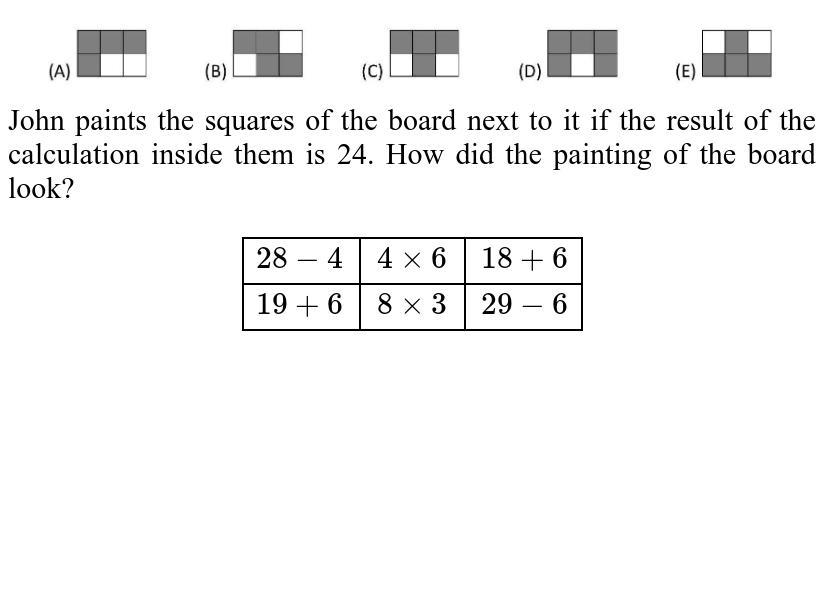 (A) (B) (C) (D) (E)
John paints the squares of the board next to it if the result of the
calculation inside them is 24. How did the painting of the board
look?
28 − 4 4 × 6 18 + 6
19 + 6 8 × 3 29 − 6